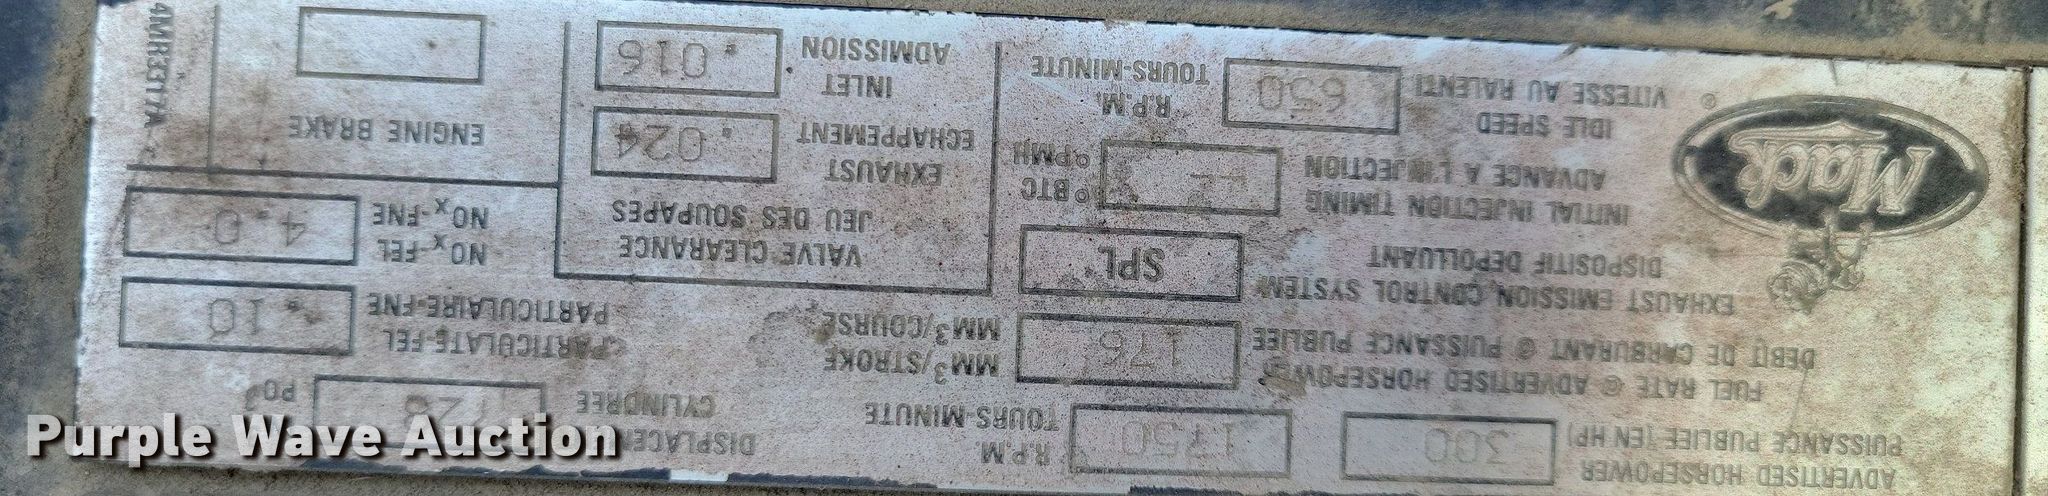 ADVERTISED HORSEPOWER
PUISSANCE PUBLIEE (EN HP) 300
1750 R.P.M.
TOURS-MINUTE
CYLINDREE
PO3
FUEL RATE @ ADVERTISED HORSEPOWER
DEBIT DE CARBURANT @ PUISSANCE PUBLIEE
176 MM3/STROKE
MM3/COURSE
PARTICULATE-FEL
PARTICULAIRE-FNE .10
EXHAUST EMISSION CONTROL SYSTEM
DISPOSITIF DEPOLLUANT
SPL
NOx-FEL
NOx-FNE 4.0
Mack
®
INITIAL INJECTION TIMING
ADVANCE A L'INJECTION
°BTC
°PMH
VALVE CLEARANCE
JEU DES SOUPAPES
EXHAUST
ECHAPPEMENT .024
INLET
ADMISSION .016
IDLE SPEED
VITESSE AU RALENTI 650
R.P.M.
TOURS-MINUTE
ENGINE BRAKE
4MR3317A
Purple Wave Auction